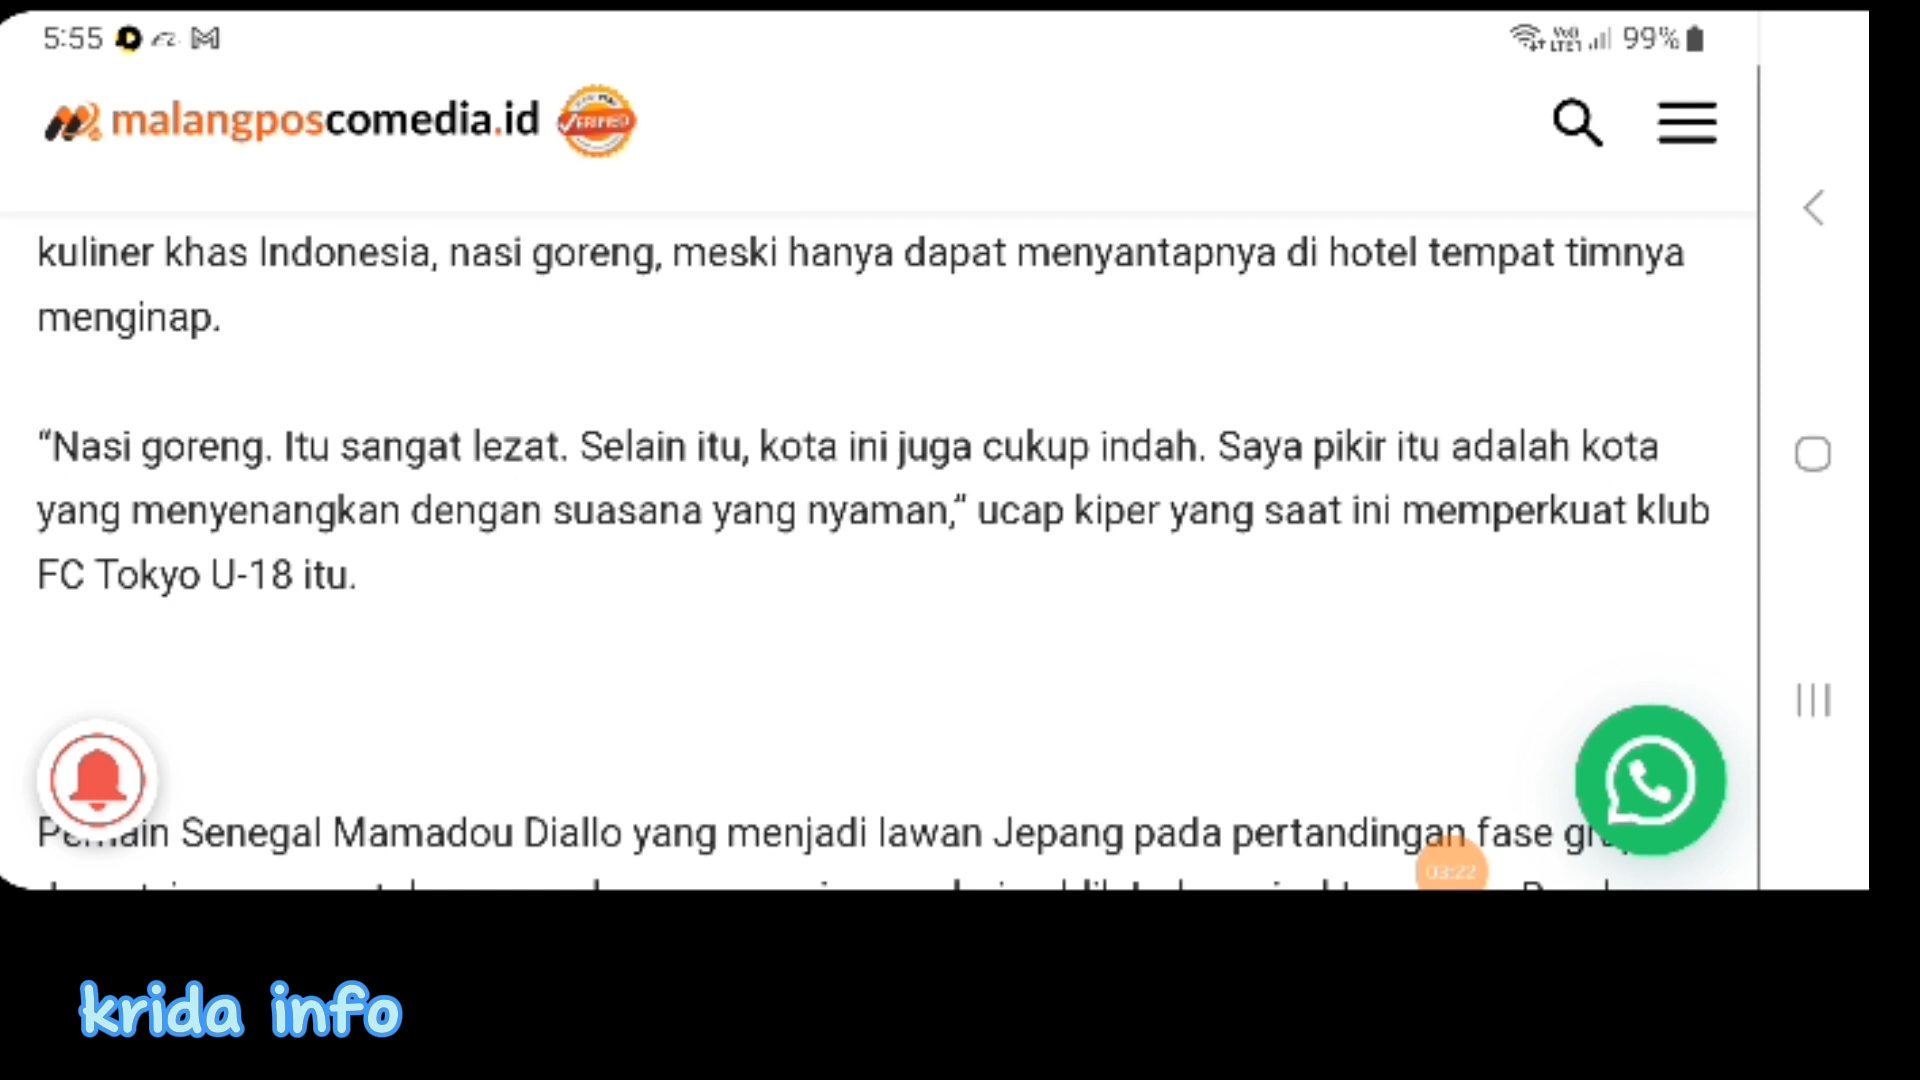 5:55
99%
malangposcomedia.id
VERIFIED
kuliner khas Indonesia, nasi goreng, meski hanya dapat menyantapnya di hotel tempat timnya
menginap.
“Nasi goreng. Itu sangat lezat. Selain itu, kota ini juga cukup indah. Saya pikir itu adalah kota
yang menyenangkan dengan suasana yang nyaman,” ucap kiper yang saat ini memperkuat klub
FC Tokyo U-18 itu.
Senegal Mamadou Diallo yang menjadi lawan Jepang pada pertandingan fase
03:22
krida info